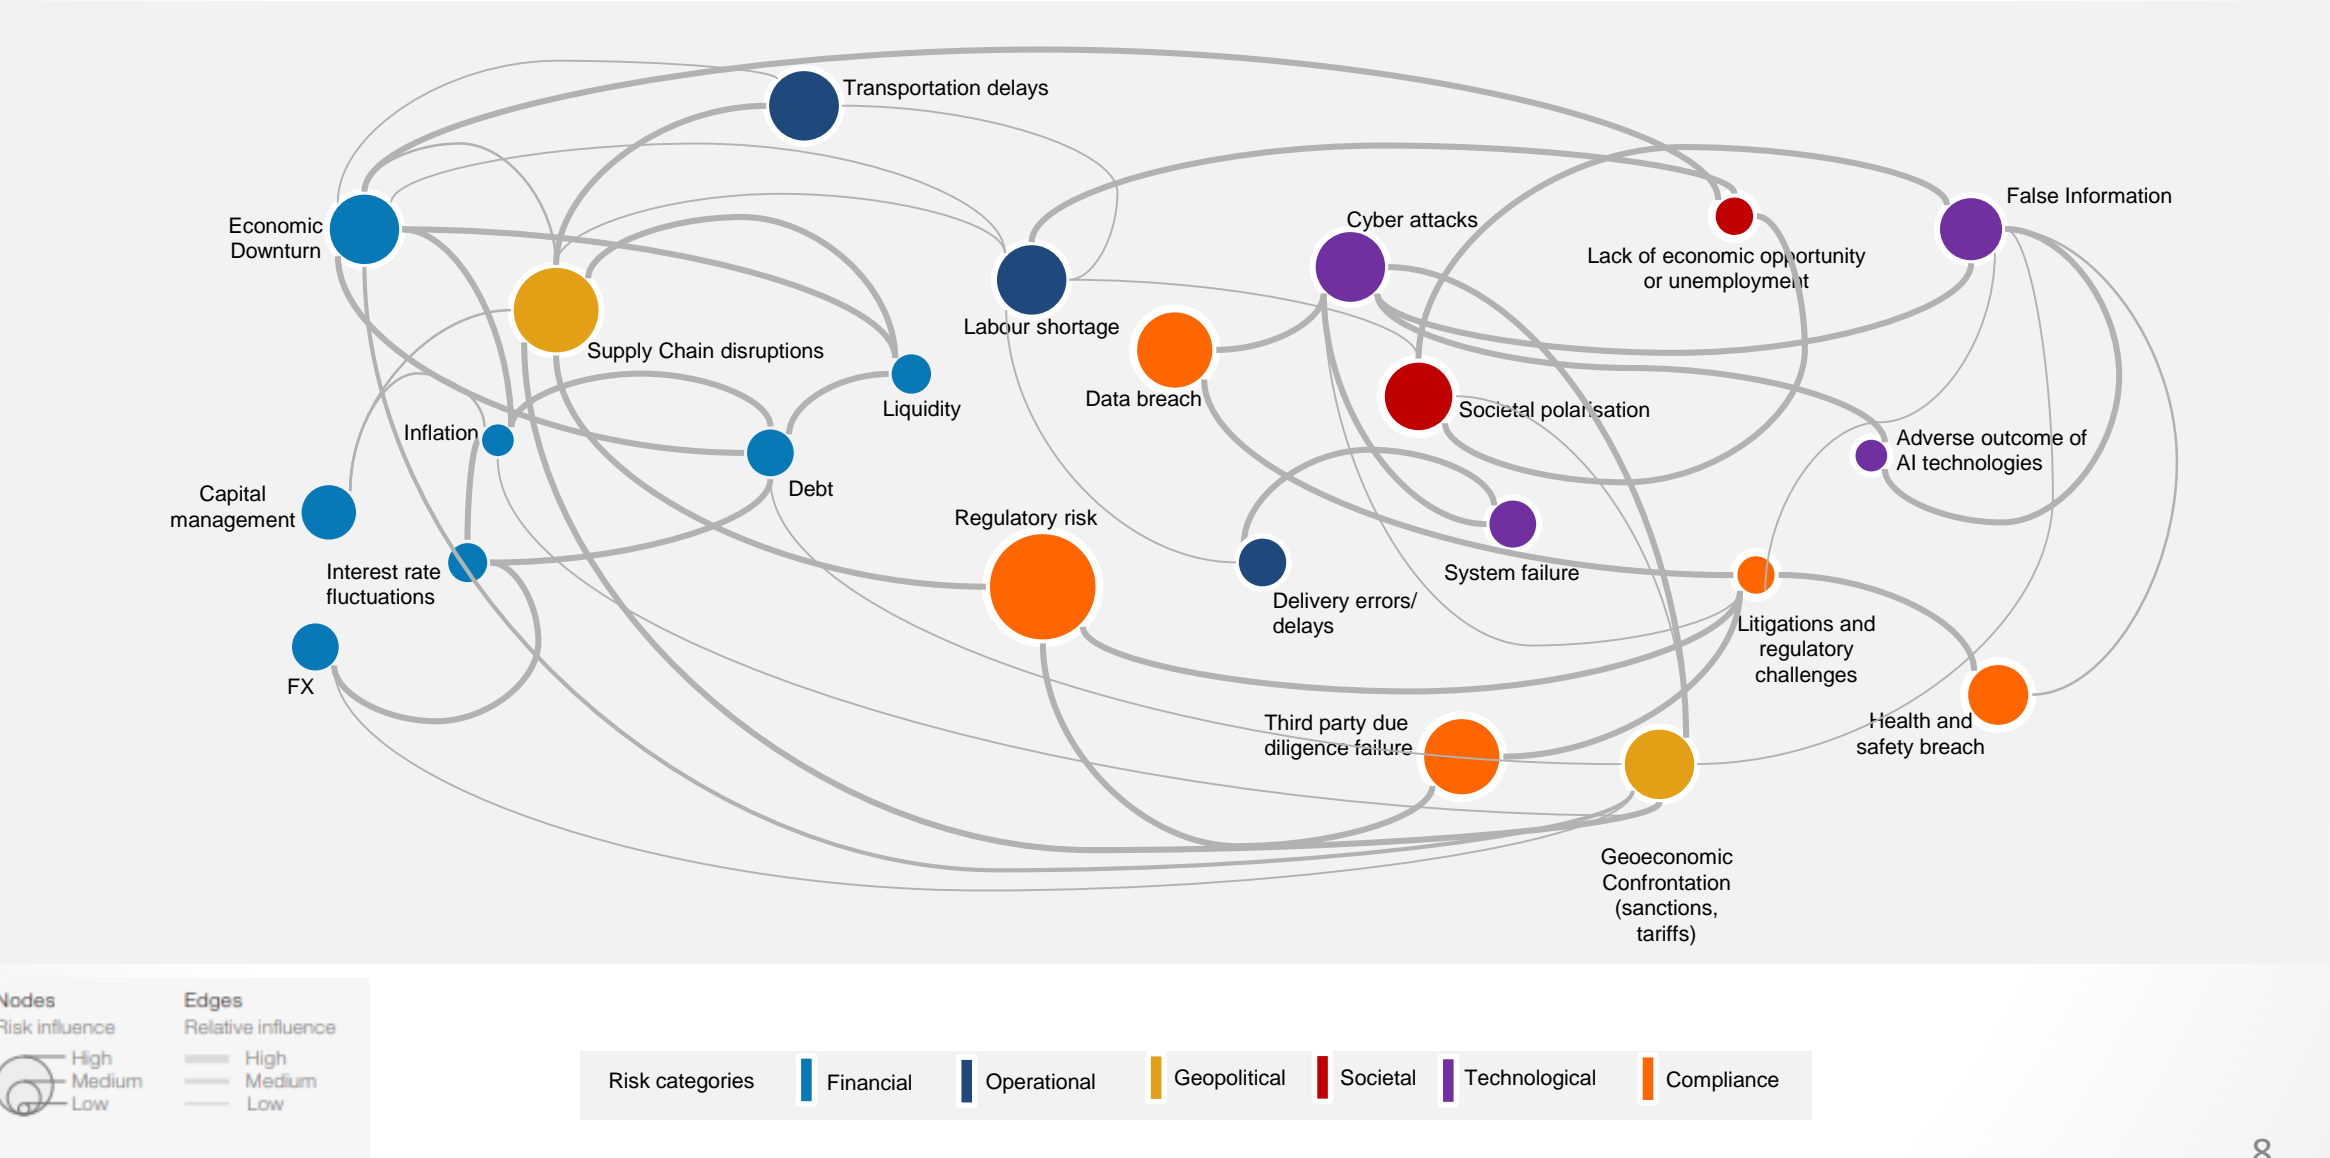 Transportation delays
False Information
Cyber attacks
Economic
Downturn
Lack of economic opportunity
or unemployment
Labour shortage
Supply Chain disruptions
Data breach
Liquidity
Societal polarisation
Inflation
Adverse outcome of
AI technologies
Debt
Capital
management
Regulatory risk
Interest rate
fluctuations
System failure
Delivery errors/
delays
Litigations and
regulatory
challenges
FX
Third party due
diligence failure
Health and
safety breach
Geoeconomic
Confrontation
(sanctions,
tariffs)
Nodes
Risk influence
High
Medium
Low
Edges
Relative influence
High
Medium
Low
Risk categories
Financial
Operational
Geopolitical
Societal
Technological
Compliance
8